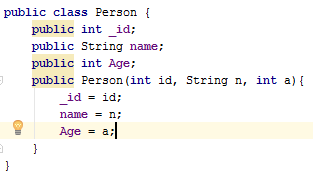 public class Person {
public int _id;
public String name;
public int Age;
public Person(int id, String n, int a){
_id = id;
name = n;
Age = a;
}
}